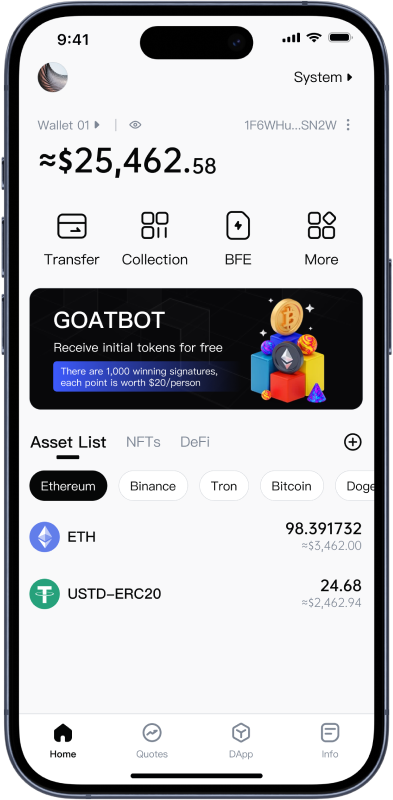 9:41
System
Wallet 01
1F6WHu...SN2W
≈$25,462.58
Transfer
Collection
BFE
More
GOATBOT
Receive initial tokens for free
There are 1,000 winning signatures,
each point is worth $20/person
Asset List
NFTs
DeFi
Ethereum
Binance
Tron
Bitcoin
Doge
ETH
98.391732
≈$3,462.00
USTD-ERC20
24.68
≈$2,462.94
Home
Quotes
DApp
Info